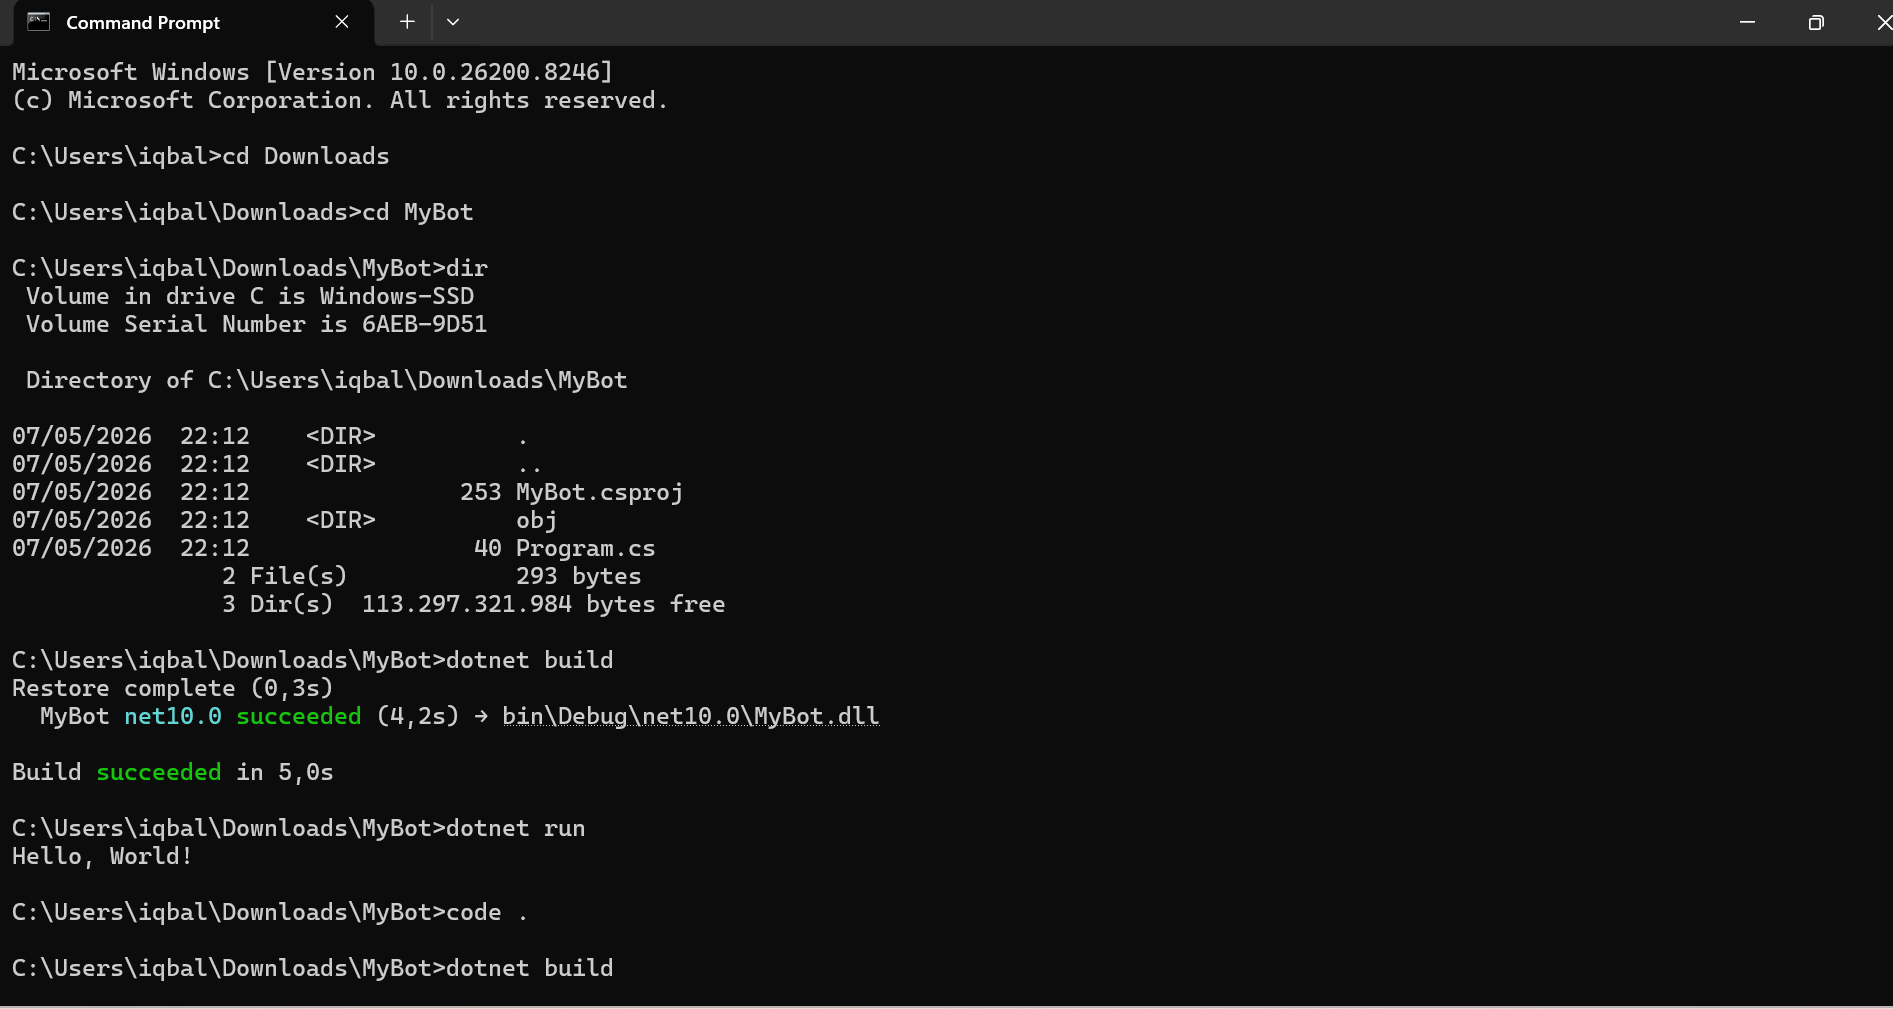 Command Prompt
Microsoft Windows [Version 10.0.26200.8246]
(c) Microsoft Corporation. All rights reserved.
C:\Users\iqbal>cd Downloads
C:\Users\iqbal\Downloads>cd MyBot
C:\Users\iqbal\Downloads\MyBot>dir
Volume in drive C is Windows-SSD
Volume Serial Number is 6AEB-9D51
Directory of C:\Users\iqbal\Downloads\MyBot
07/05/2026  22:12    <DIR>          .
07/05/2026  22:12    <DIR>          ..
07/05/2026  22:12               253 MyBot.csproj
07/05/2026  22:12    <DIR>          obj
07/05/2026  22:12                40 Program.cs
2 File(s)            293 bytes
3 Dir(s)  113.297.321.984 bytes free
C:\Users\iqbal\Downloads\MyBot>dotnet build
Restore complete (0,3s)
MyBot net10.0 succeeded (4,2s) → bin\Debug\net10.0\MyBot.dll
Build succeeded in 5,0s
C:\Users\iqbal\Downloads\MyBot>dotnet run
Hello, World!
C:\Users\iqbal\Downloads\MyBot>code .
C:\Users\iqbal\Downloads\MyBot>dotnet build